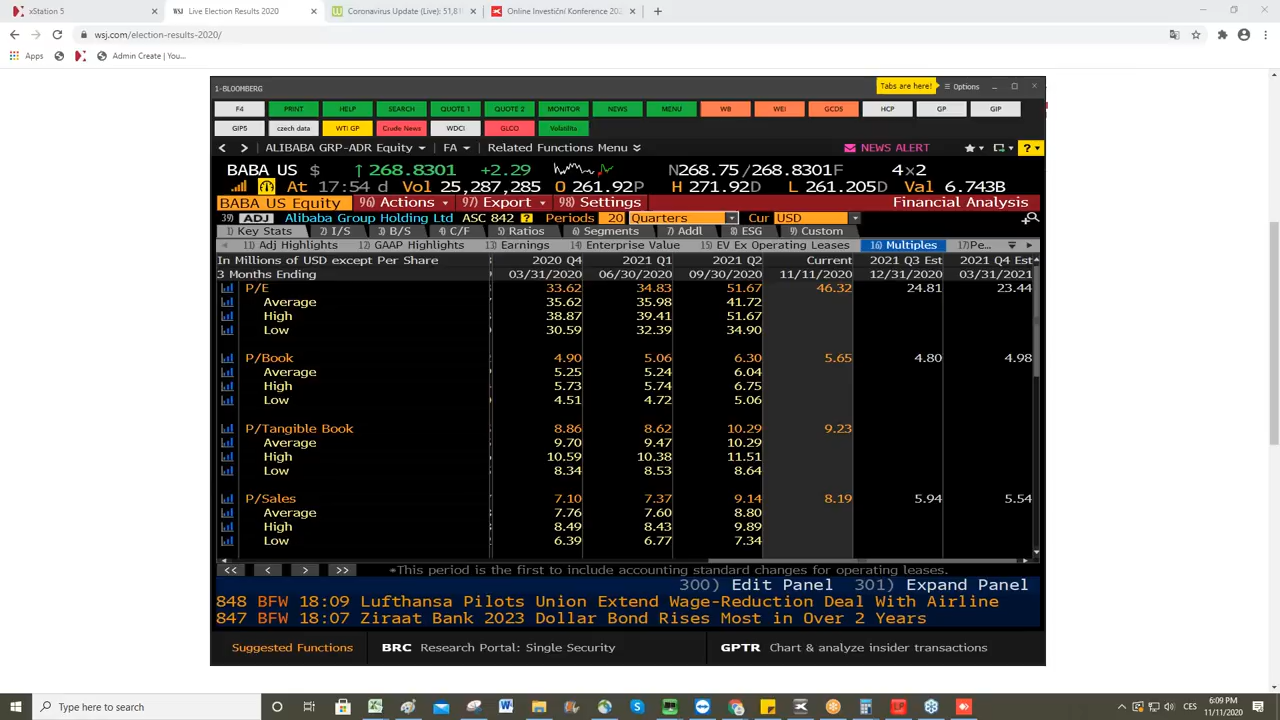 xStation 5
WSJ Live Election Results 2020
Coronavirus Update (Live): 51,81
Online Investiční Konference 202
wsj.com/election-results-2020/
Apps Admin Create | You...
1-BLOOMBERG Tabs are here! Options
F4 PRINT HELP SEARCH QUOTE 1 QUOTE 2 MONITOR NEWS MENU WB WEI GCDS HCP GP GIP
GIPS czech data WTI GP Crude News WDCI GLCO Volatilita
ALIBABA GRP-ADR Equity FA Related Functions Menu NEWS ALERT
BABA US $ ↑ 268.8301 +2.29 N268.75/268.8301F 4×2
At 17:54 d Vol 25,287,285 O 261.92P H 271.92D L 261.205D Val 6.743B
BABA US Equity 96) Actions 97) Export 98) Settings Financial Analysis
39) ADJ Alibaba Group Holding Ltd ASC 842 ? Periods 20 Quarters Cur USD
1) Key Stats 2) I/S 3) B/S 4) C/F 5) Ratios 6) Segments 7) Addl 8) ESG 9) Custom
11) Adj Highlights 12) GAAP Highlights 13) Earnings 14) Enterprise Value 15) EV Ex Operating Leases 16) Multiples 17) Pe...
In Millions of USD except Per Share 2020 Q4 2021 Q1 2021 Q2 Current 2021 Q3 Est 2021 Q4 Est
3 Months Ending 03/31/2020 06/30/2020 09/30/2020 11/11/2020 12/31/2020 03/31/2021
P/E 33.62 34.83 51.67 46.32 24.81 23.44
Average 35.62 35.98 41.72
High 38.87 39.41 51.67
Low 30.59 32.39 34.90
P/Book 4.90 5.06 6.30 5.65 4.80 4.98
Average 5.25 5.24 6.04
High 5.73 5.74 6.75
Low 4.51 4.72 5.06
P/Tangible Book 8.86 8.62 10.29 9.23
Average 9.70 9.47 10.29
High 10.59 10.38 11.51
Low 8.34 8.53 8.64
P/Sales 7.10 7.37 9.14 8.19 5.94 5.54
Average 7.76 7.60 8.80
High 8.49 8.43 9.89
Low 6.39 6.77 7.34
<< < > >> *This period is the first to include accounting standard changes for operating leases.
300) Edit Panel 301) Expand Panel
848 BFW 18:09 Lufthansa Pilots Union Extend Wage-Reduction Deal With Airline
847 BFW 18:07 Ziraat Bank 2023 Dollar Bond Rises Most in Over 2 Years
Suggested Functions BRC Research Portal: Single Security GPTR Chart & analyze insider transactions
Type here to search
CES
6:09 PM
11/11/2020